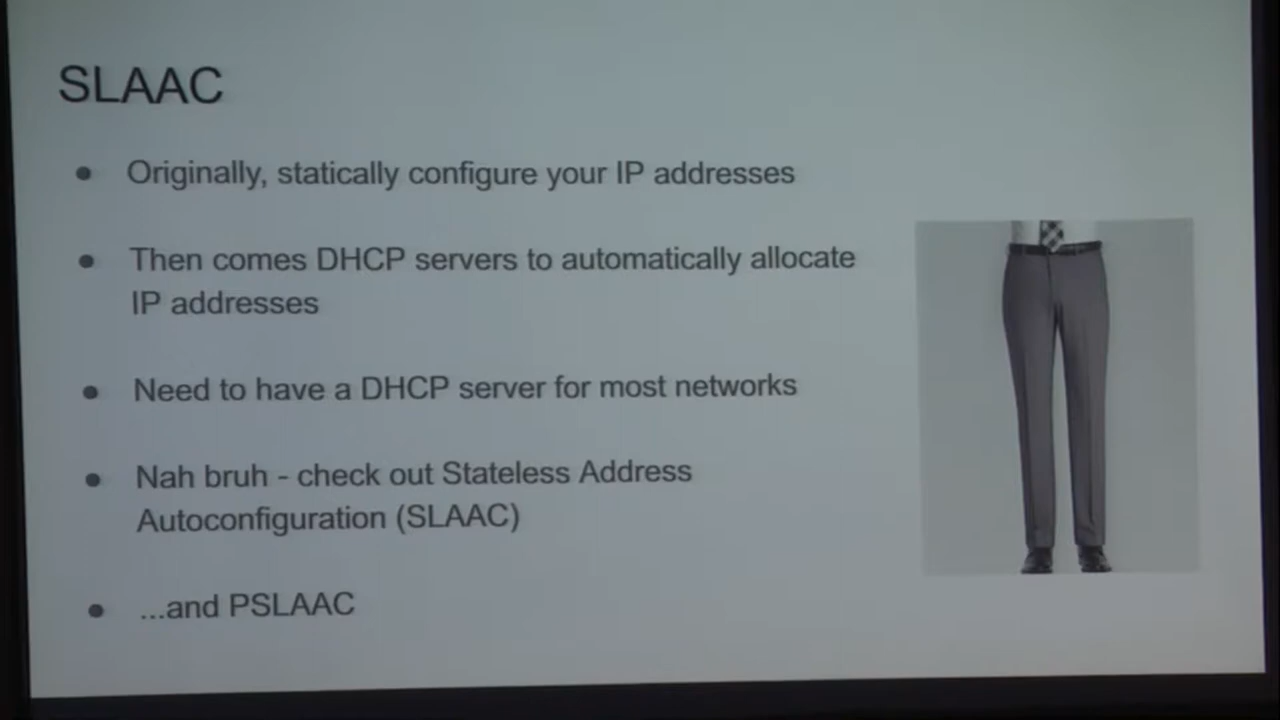 SLAAC
● Originally, statically configure your IP addresses
● Then comes DHCP servers to automatically allocate
IP addresses
● Need to have a DHCP server for most networks
● Nah bruh - check out Stateless Address
Autoconfiguration (SLAAC)
● ...and PSLAAC